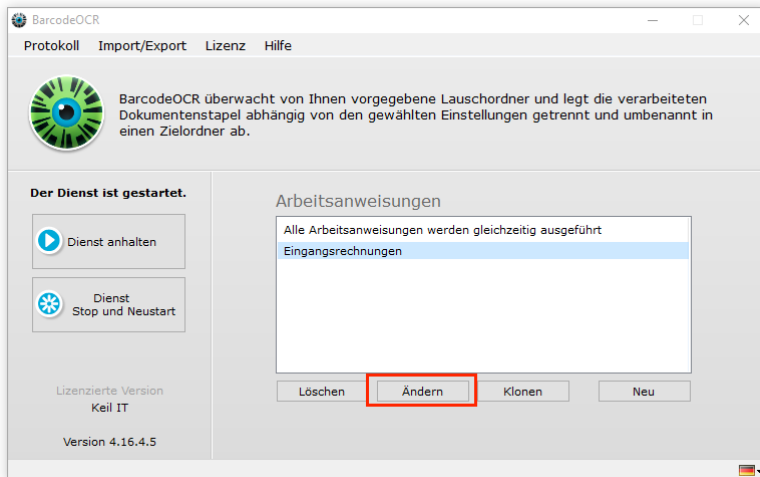 BarcodeOCR
Protokoll Import/Export Lizenz Hilfe
BarcodeOCR überwacht von Ihnen vorgegebene Lauschordner und legt die verarbeiteten
Dokumentenstapel abhängig von den gewählten Einstellungen getrennt und umbenannt in
einen Zielordner ab.
Der Dienst ist gestartet.
Dienst anhalten
Dienst
Stop und Neustart
Lizenzierte Version
Keil IT
Version 4.16.4.5
Arbeitsanweisungen
Alle Arbeitsanweisungen werden gleichzeitig ausgeführt
Eingangsrechnungen
Löschen Ändern Klonen Neu